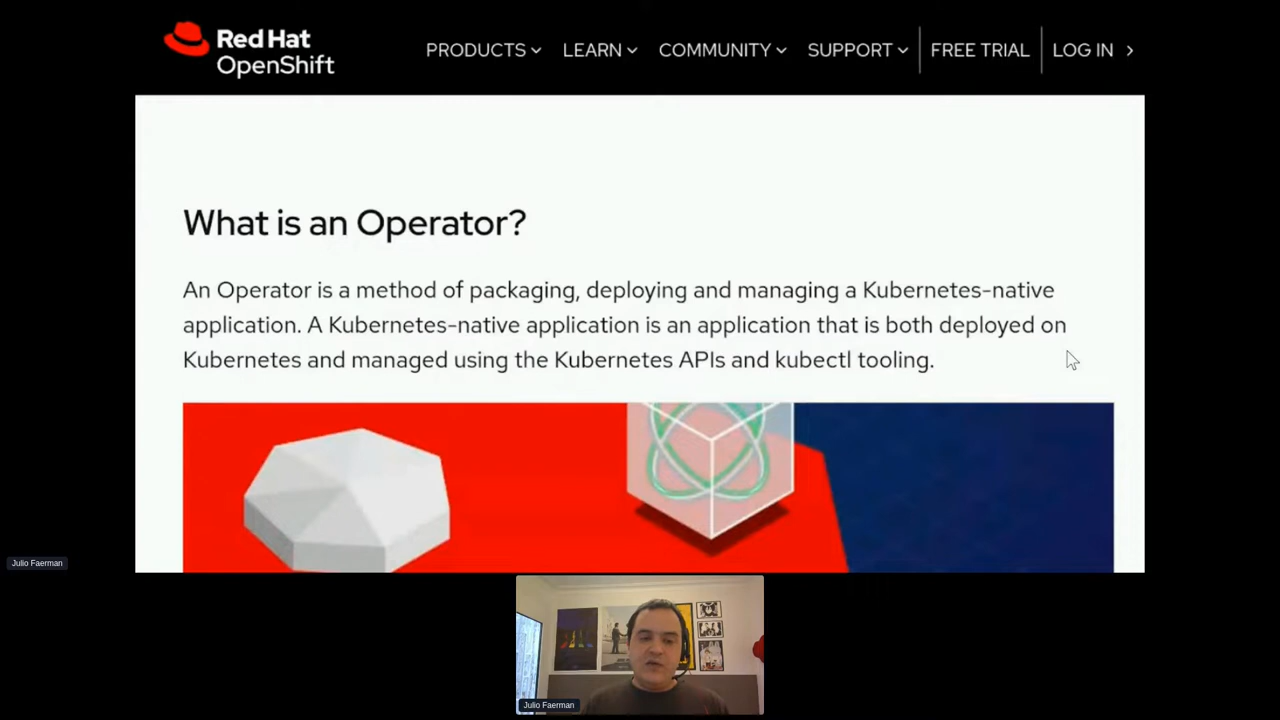 Red Hat
OpenShift
PRODUCTS
LEARN
COMMUNITY
SUPPORT
FREE TRIAL
LOG IN
What is an Operator?
An Operator is a method of packaging, deploying and managing a Kubernetes-native
application. A Kubernetes-native application is an application that is both deployed on
Kubernetes and managed using the Kubernetes APIs and kubectl tooling.
Julio Faerman
Julio Faerman